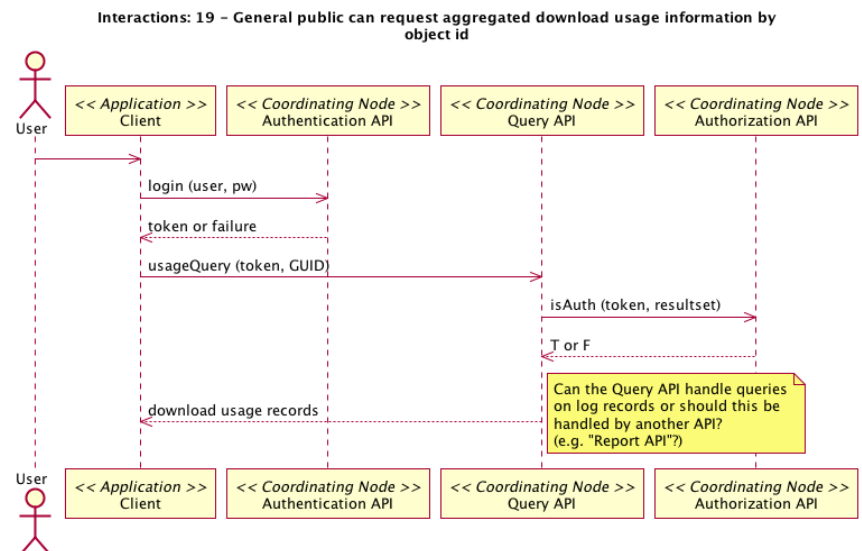 Interactions: 19 – General public can request aggregated download usage information by
object id
User
<< Application >>
Client
<< Coordinating Node >>
Authentication API
<< Coordinating Node >>
Query API
<< Coordinating Node >>
Authorization API
login (user, pw)
token or failure
usageQuery (token, GUID)
isAuth (token, resultset)
T or F
Can the Query API handle queries
on log records or should this be
handled by another API?
(e.g. "Report API"?)
download usage records
User
<< Application >>
Client
<< Coordinating Node >>
Authentication API
<< Coordinating Node >>
Query API
<< Coordinating Node >>
Authorization API